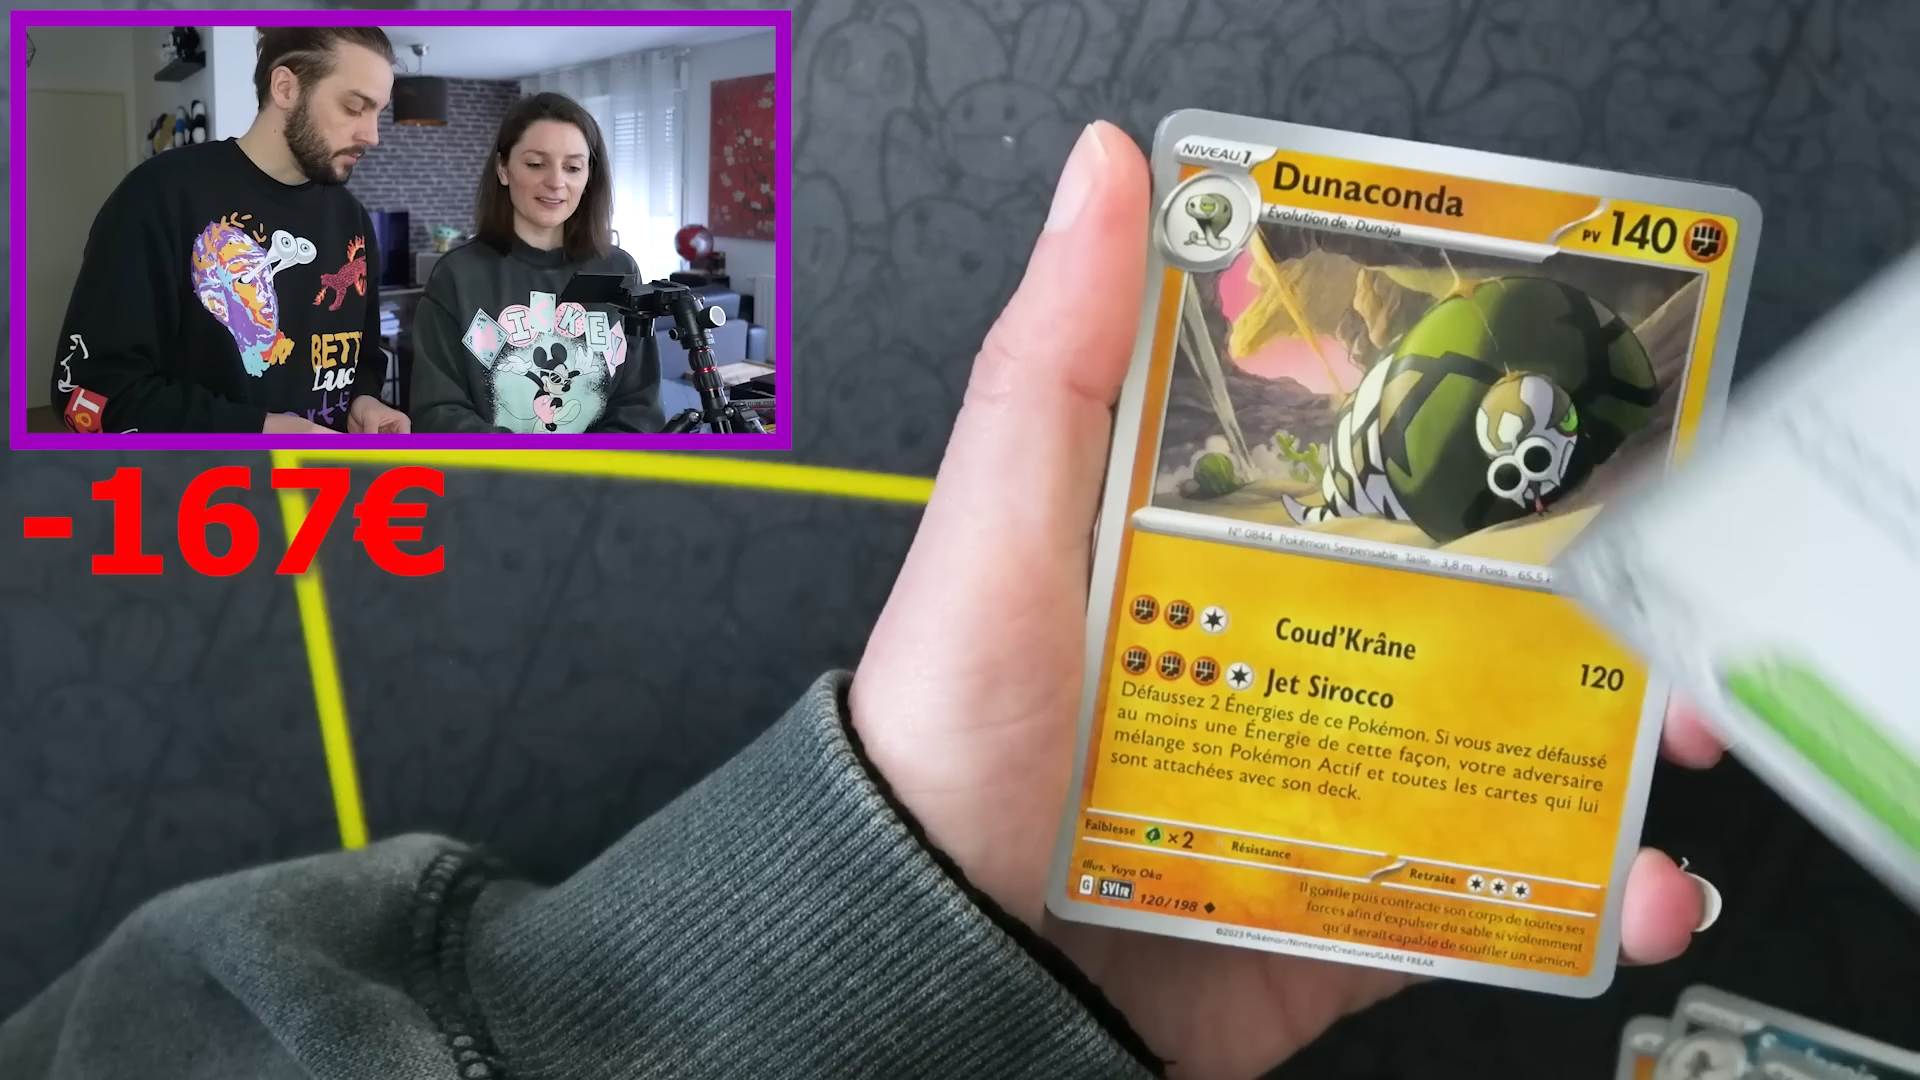 MICKEY
BETTY
Luc
-167€
NIVEAU 1
Dunaconda
PV 140
Évolution de : Dunaja
N° 0844 Pokémon Serpensable Taille : 3,8 m Poids : 65,5
Coud'Krâne
120
Jet Sirocco
Défaussez 2 Énergies de ce Pokémon. Si vous avez défaussé
au moins une Énergie de cette façon, votre adversaire
mélange son Pokémon Actif et toutes les cartes qui lui
sont attachées avec son deck.
Faiblesse ×2 Résistance Retraite
Illus. Yuya Oka
G SVI FR 120/198
Il gonfle puis contracte son corps de toutes ses
forces afin d'expulser du sable si violemment
qu'il serait capable de souffler un camion.
©2023 Pokémon/Nintendo/Creatures/GAME FREAK